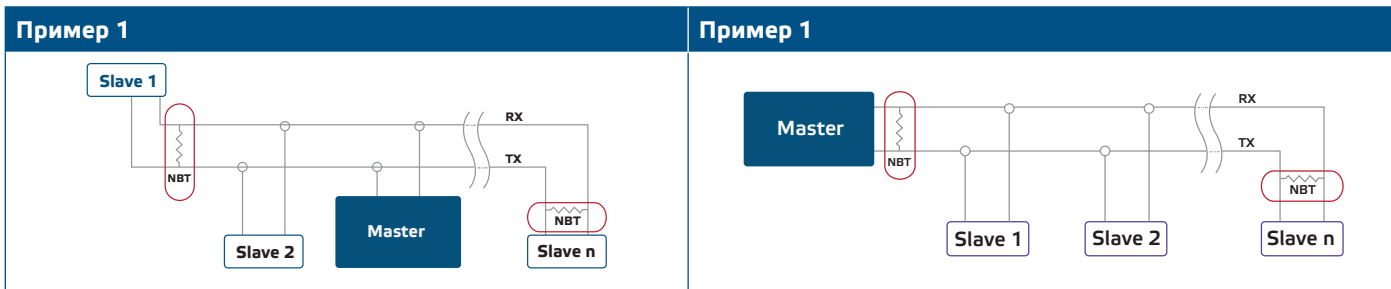 Пример 1
Slave 1
RX
TX
NBT
NBT
Slave 2
Master
Slave n
Пример 1
Master
RX
TX
NBT
NBT
Slave 1
Slave 2
Slave n